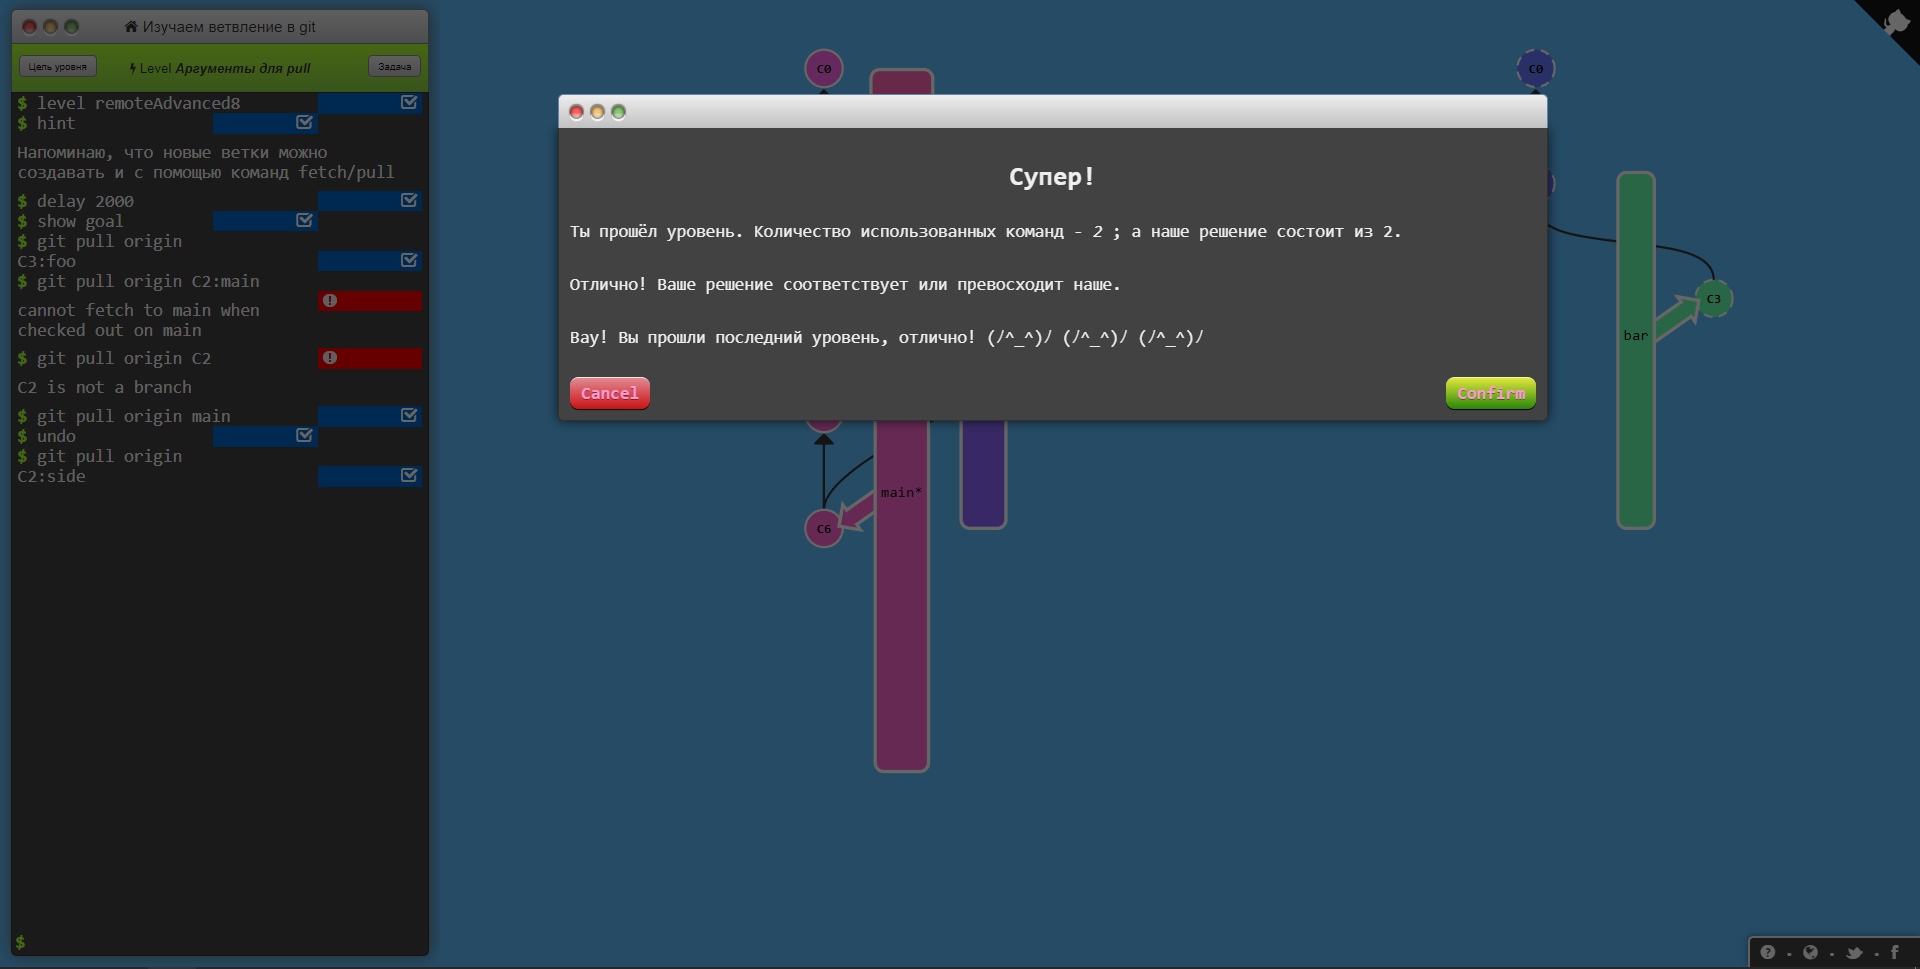 Изучаем ветвление в git
Цель уровня
Level Аргументы для pull
Задача
$ level remoteAdvanced8
$ hint
Напоминаю, что новые ветки можно
создавать и с помощью команд fetch/pull
$ delay 2000
$ show goal
$ git pull origin
C3:foo
$ git pull origin C2:main
cannot fetch to main when
checked out on main
$ git pull origin C2
C2 is not a branch
$ git pull origin main
$ undo
$ git pull origin
C2:side
$
C0
C0
Супер!
Ты прошёл уровень. Количество использованных команд - 2 ; а наше решение состоит из 2.
Отлично! Ваше решение соответствует или превосходит наше.
Вау! Вы прошли последний уровень, отлично! (/^_^)/ (/^_^)/ (/^_^)/
Cancel
Confirm
C3
bar
main*
C6